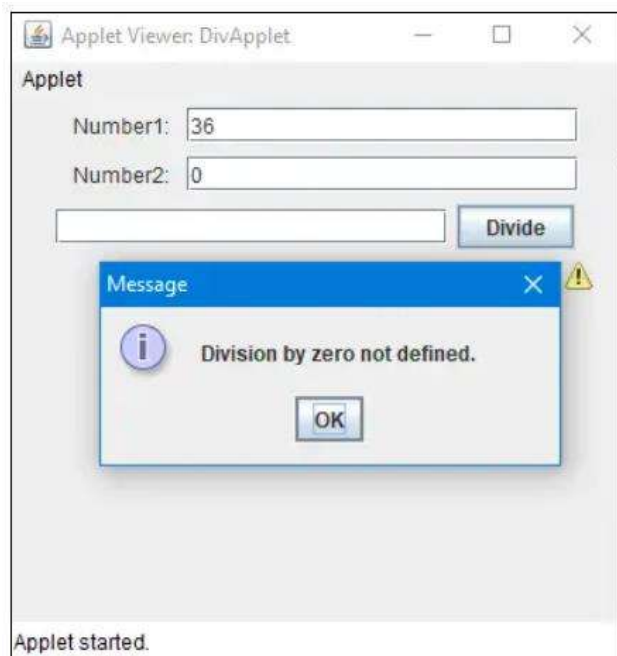 Applet Viewer: DivApplet
Applet
Number1: 36
Number2: 0
Divide
Message
Division by zero not defined.
OK
Applet started.